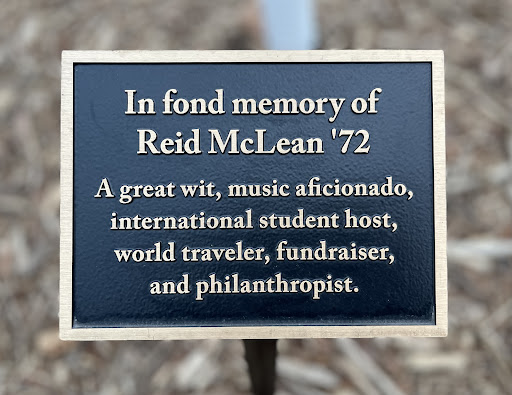 In fond memory of
Reid McLean '72
A great wit, music aficionado,
international student host,
world traveler, fundraiser,
and philanthropist.